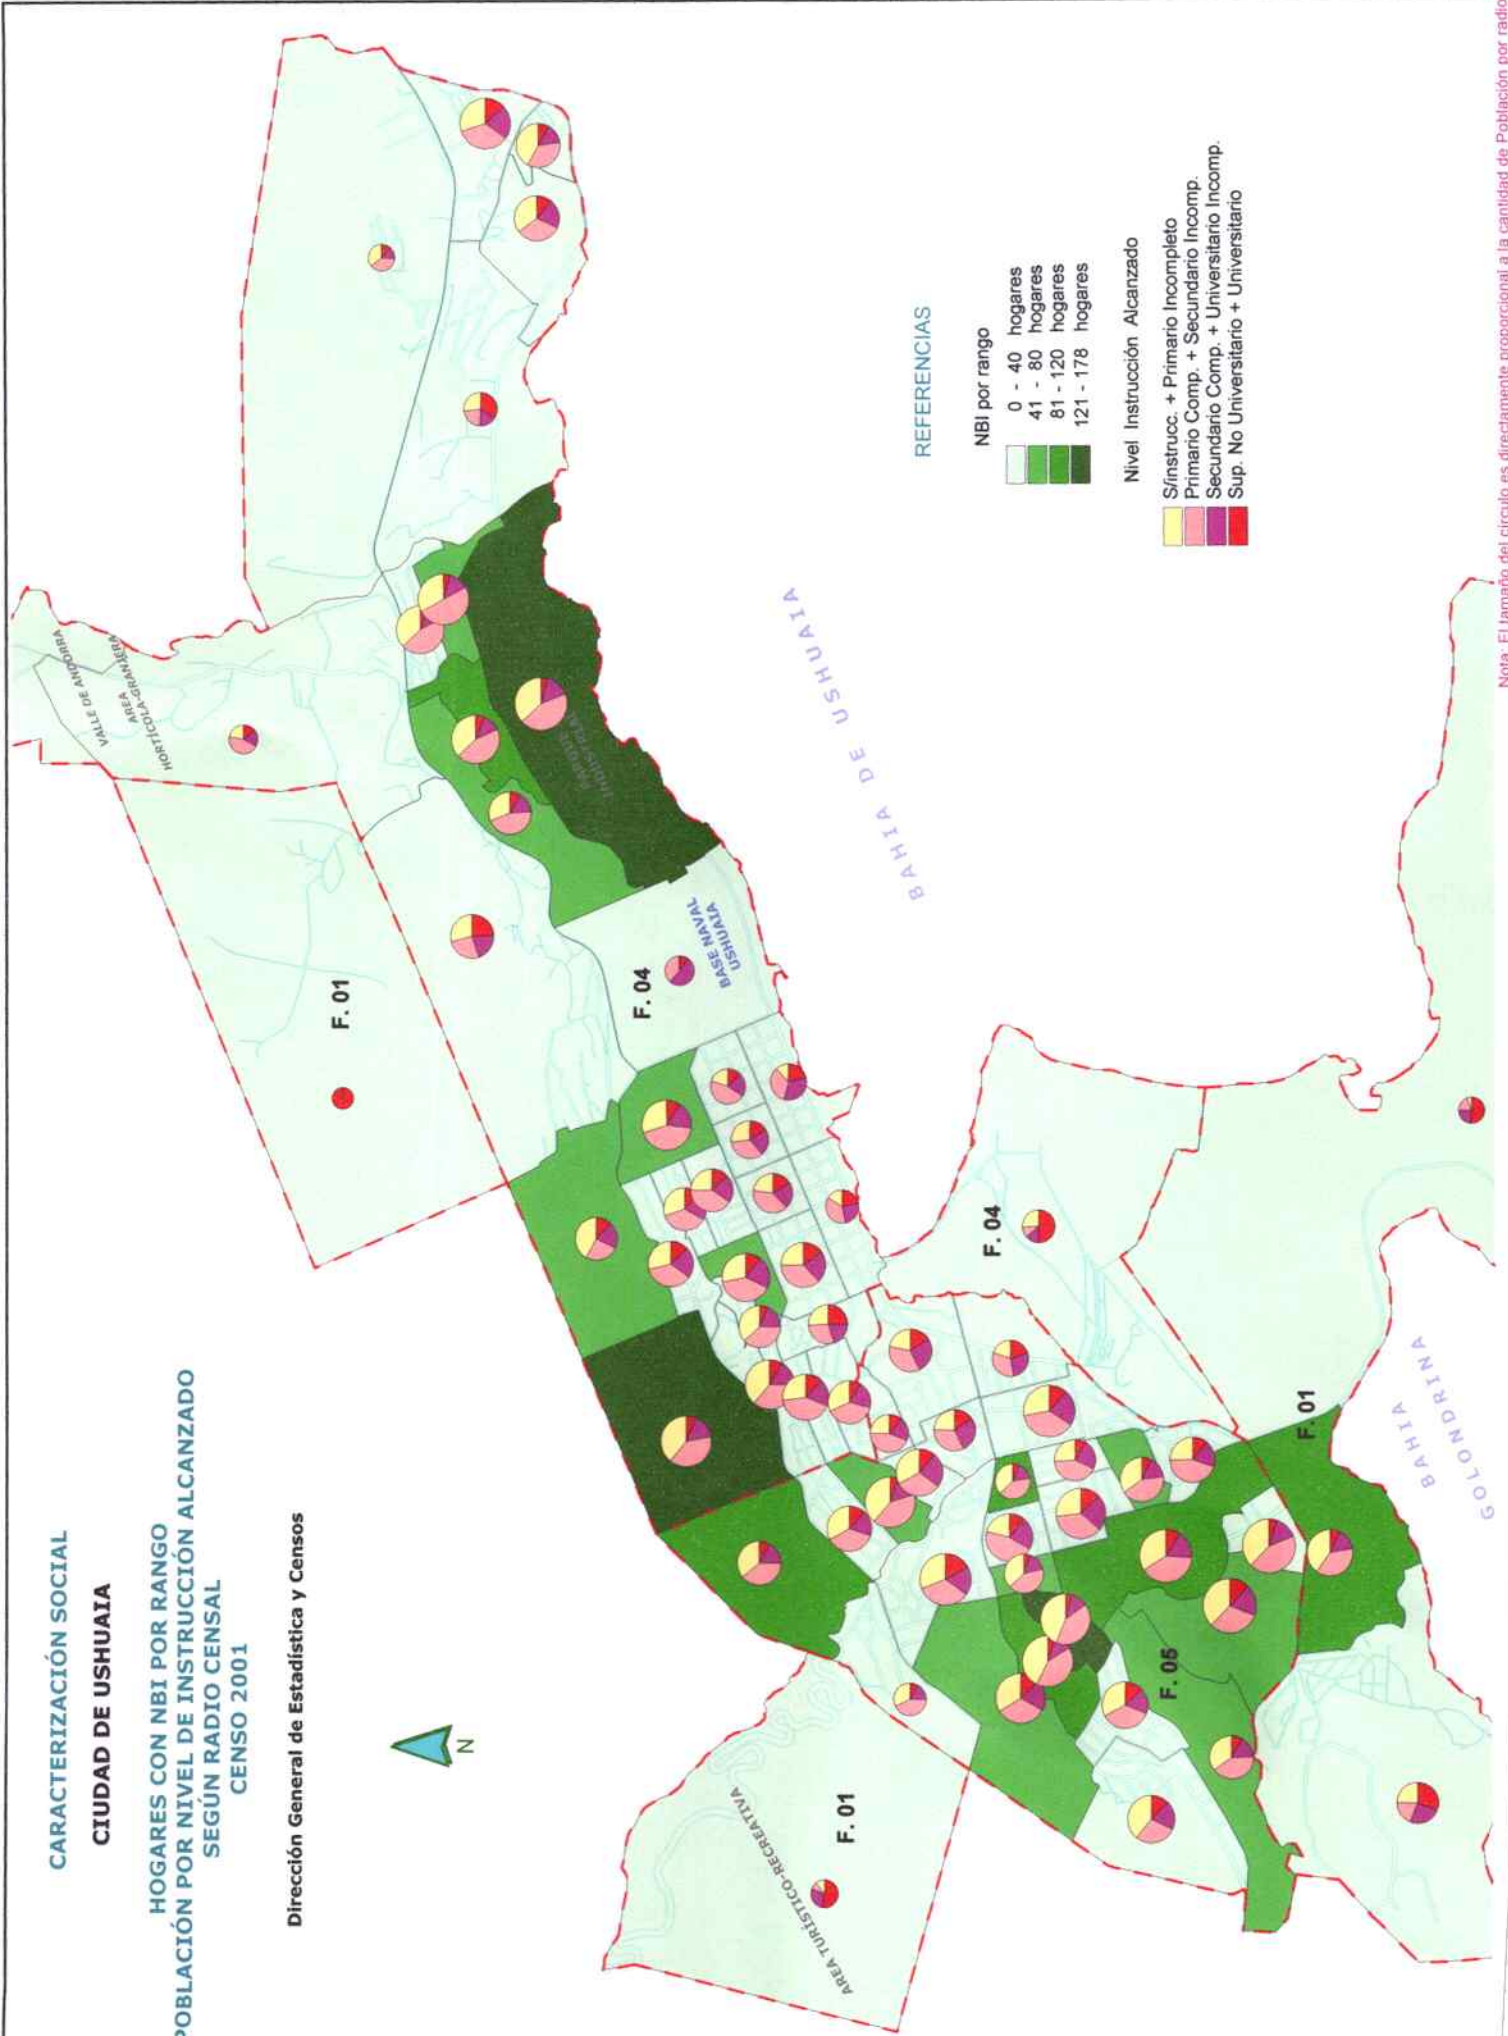 CARACTERIZACIÓN SOCIAL
CIUDAD DE USHUAIA
HOGARES CON NBI POR RANGO
POBLACIÓN POR NIVEL DE INSTRUCCIÓN ALCANZADO
SEGÚN RADIO CENSAL
CENSO 2001
Dirección General de Estadística y Censos
N
VALLE DE ANDORRA
AREA
HORTÍCOLA-GRANJERA
F. 01
F. 04
BASE NAVAL
USHUAIA
PARQUE
INDUSTRIAL
BAHIA DE USHUAIA
F. 04
F. 01
AREA TURÍSTICO-RECREATIVA
F. 01
F. 05
BAHIA
GOLONDRINA
REFERENCIAS
NBI por rango
0 - 40 hogares
41 - 80 hogares
81 - 120 hogares
121 - 178 hogares
Nivel Instrucción Alcanzado
S/instrucc. + Primario Incompleto
Primario Comp. + Secundario Incomp.
Secundario Comp. + Universitario Incomp.
Sup. No Universitario + Universitario
Nota: El tamaño del círculo es directamente proporcional a la cantidad de Población por radio